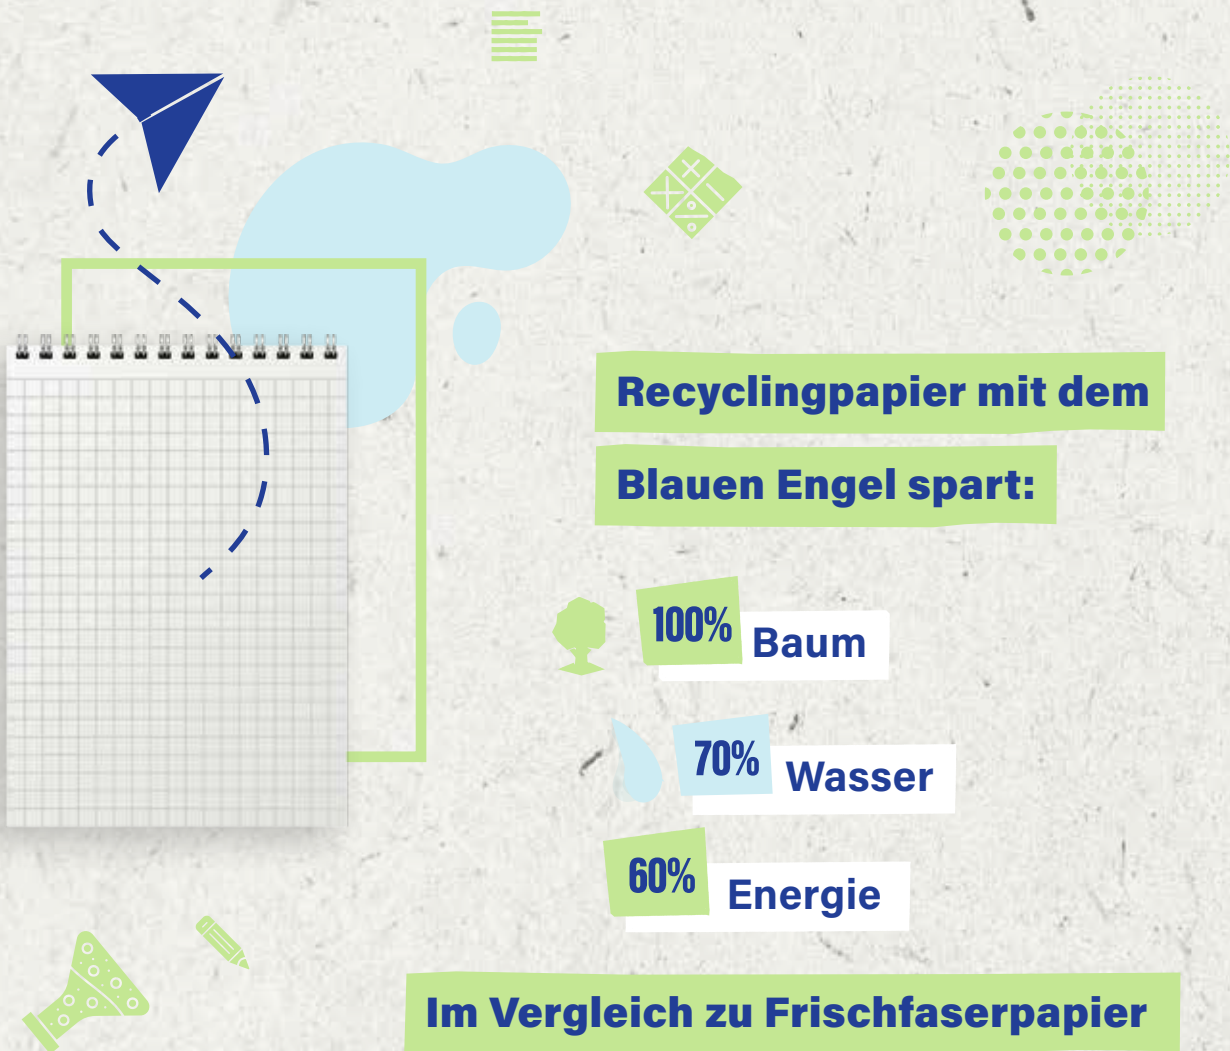 Recyclingpapier mit dem
Blauen Engel spart:
100% Baum
70% Wasser
60% Energie
Im Vergleich zu Frischfaserpapier